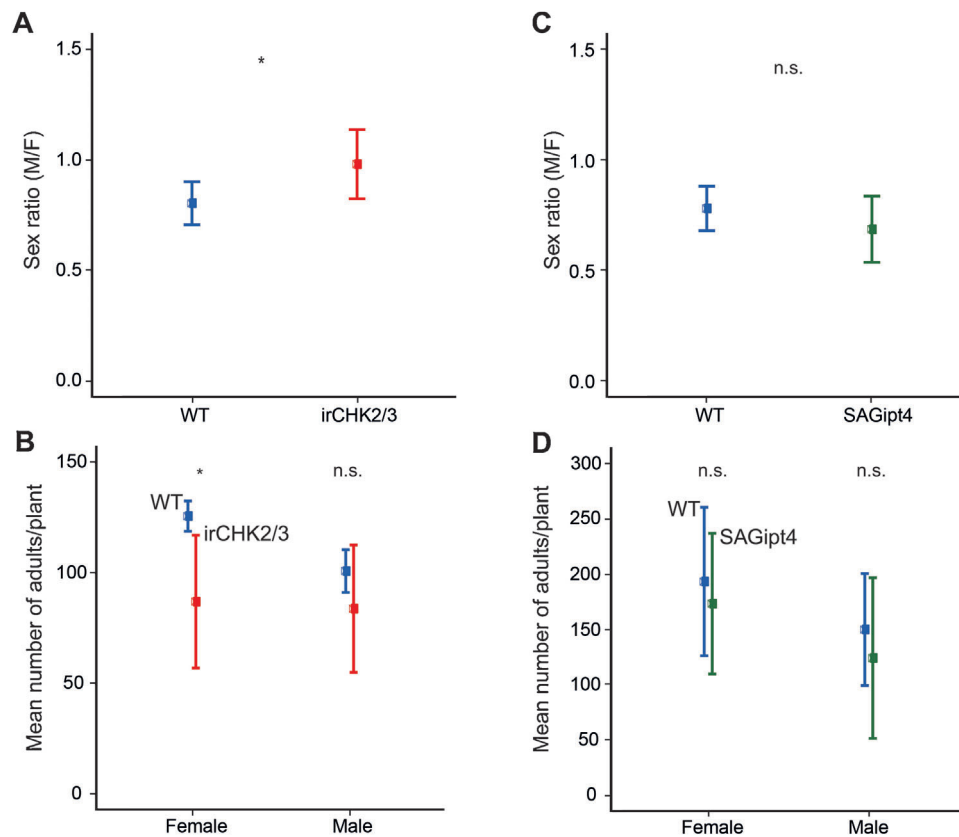 A
1.5
1.0
0.5
0.0
Sex ratio (M/F)
*
WT
irCHK2/3
C
1.5
1.0
0.5
0.0
Sex ratio (M/F)
n.s.
WT
SAGipt4
B
150
100
50
0
Mean number of adults/plant
*
n.s.
WT
irCHK2/3
Female
Male
D
300
250
200
150
100
50
0
Mean number of adults/plant
n.s.
n.s.
WT
SAGipt4
Female
Male